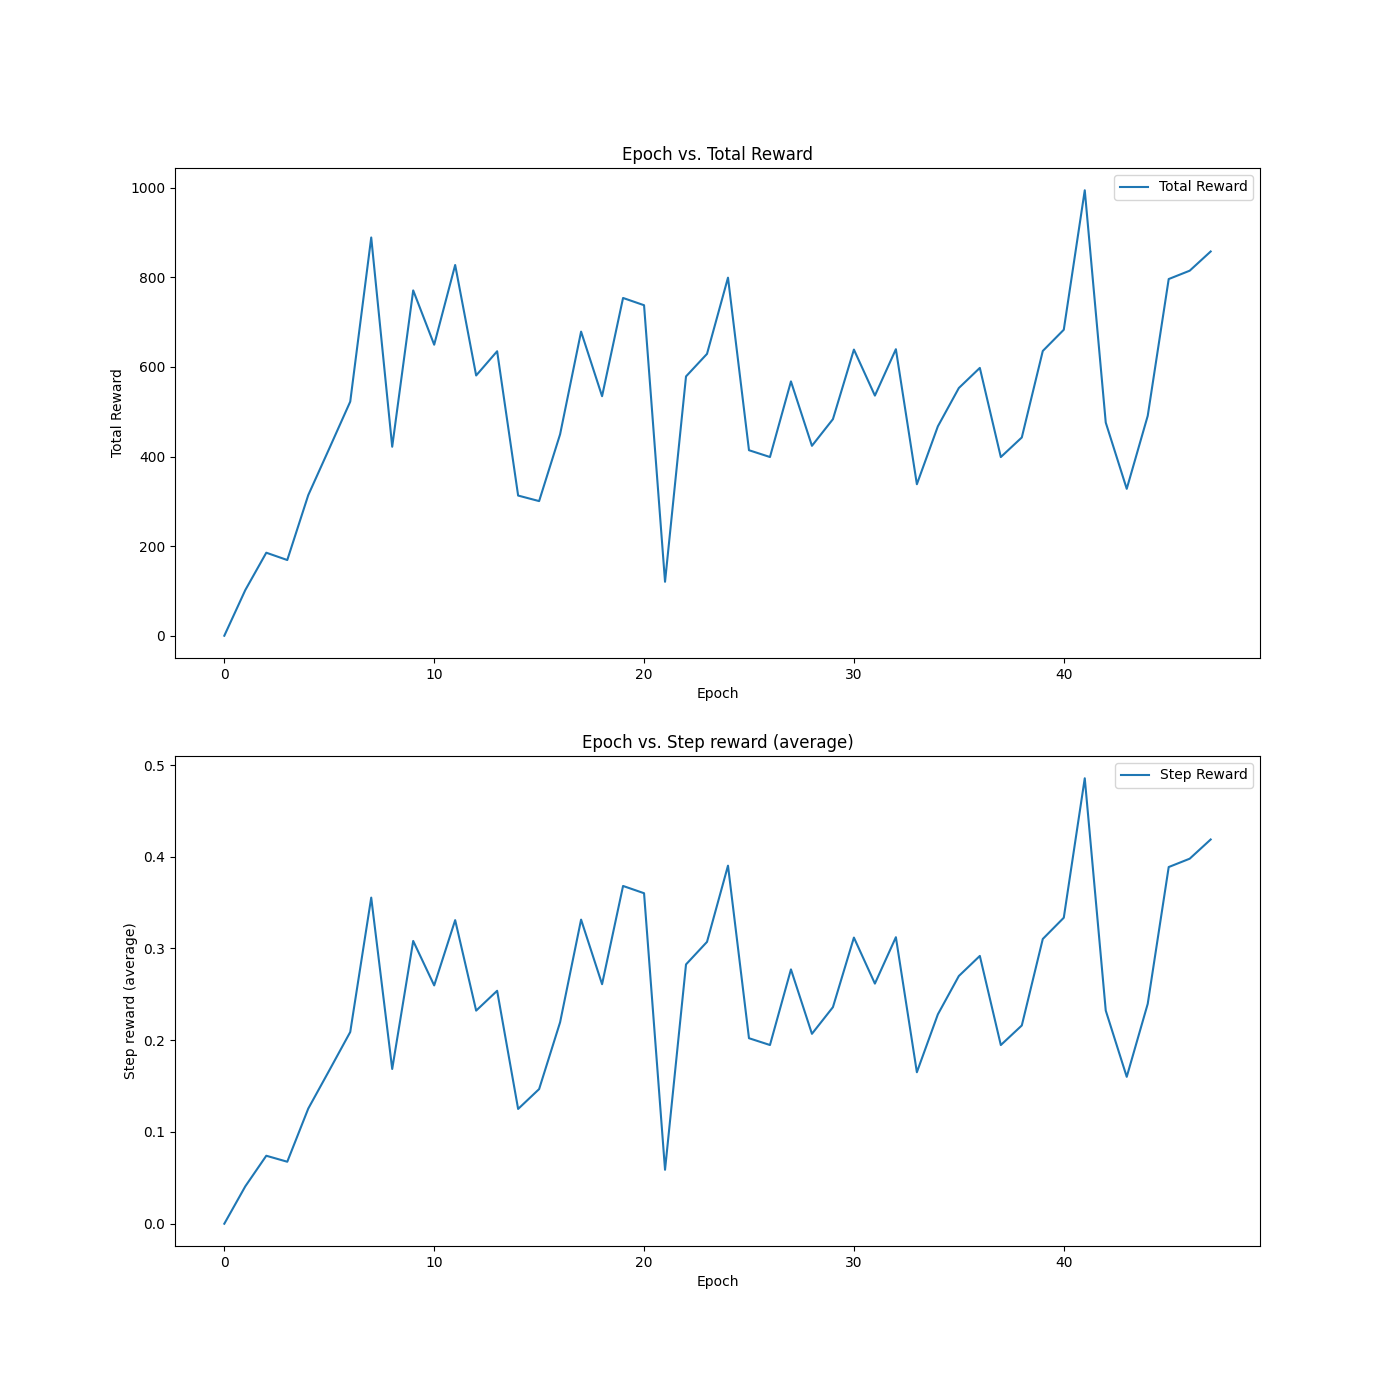 Epoch vs. Total Reward
Total Reward
1000
800
600
400
200
0
Total Reward
0 10 20 30 40
Epoch
Epoch vs. Step reward (average)
Step Reward
0.5
0.4
0.3
0.2
0.1
0.0
Step reward (average)
0 10 20 30 40
Epoch